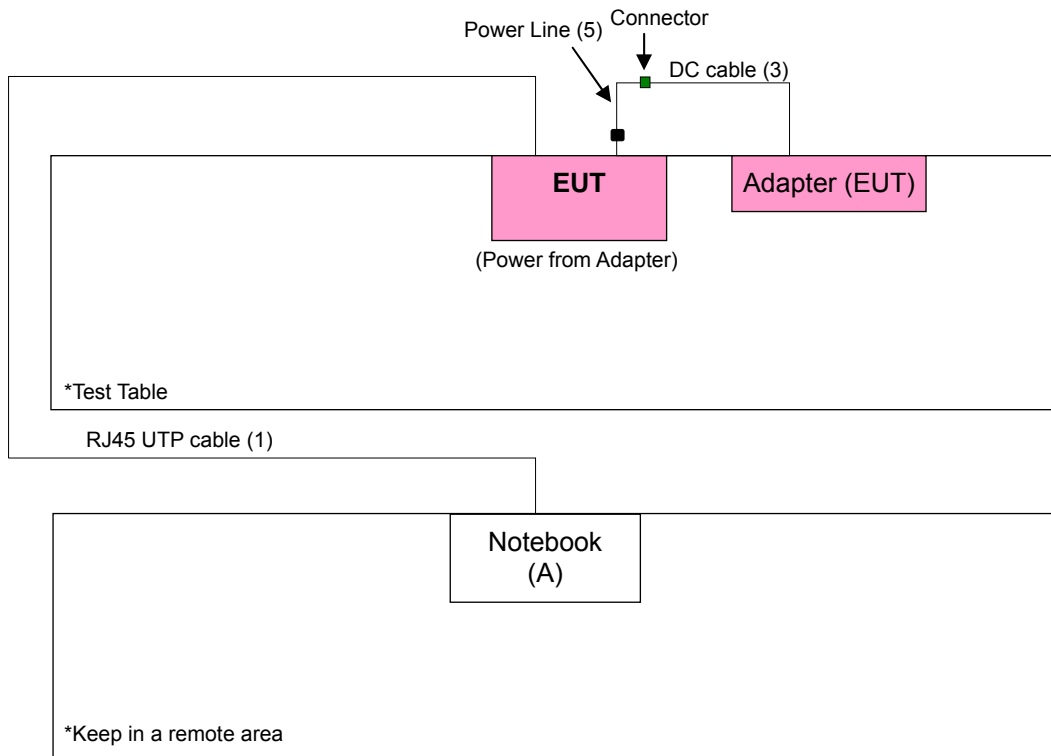 Connector
Power Line (5)
DC cable (3)
EUT
Adapter (EUT)
(Power from Adapter)
*Test Table
RJ45 UTP cable (1)
Notebook
(A)
*Keep in a remote area